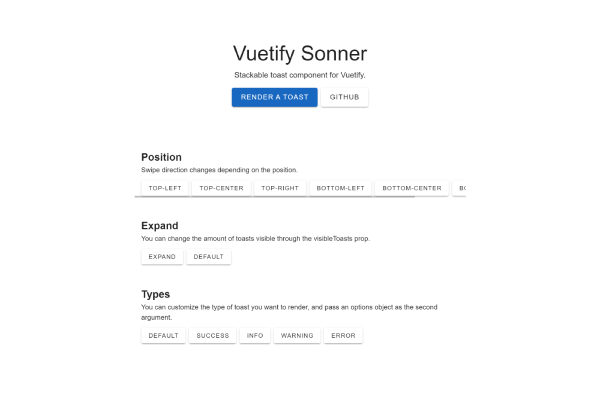 Vuetify Sonner
Stackable toast component for Vuetify.
RENDER A TOAST GITHUB
Position
Swipe direction changes depending on the position.
TOP-LEFT TOP-CENTER TOP-RIGHT BOTTOM-LEFT BOTTOM-CENTER
Expand
You can change the amount of toasts visible through the visibleToasts prop.
EXPAND DEFAULT
Types
You can customize the type of toast you want to render, and pass an options object as the second
argument.
DEFAULT SUCCESS INFO WARNING ERROR